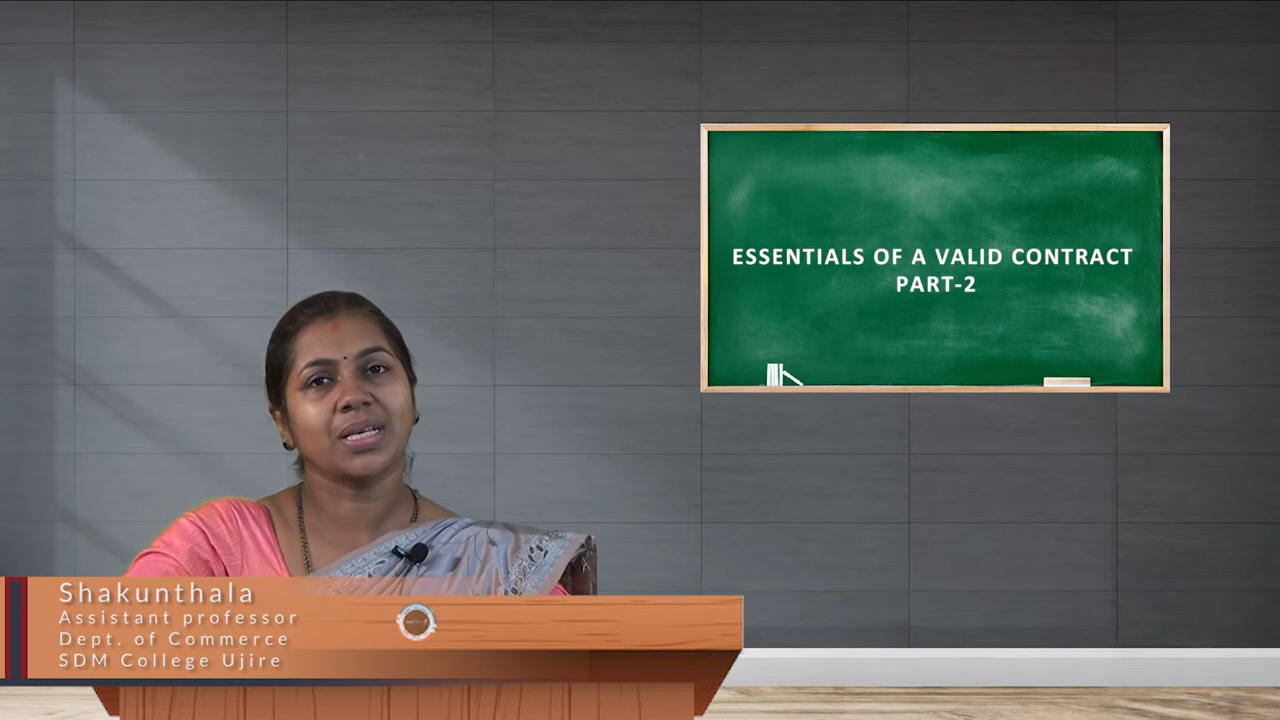 ESSENTIALS OF A VALID CONTRACT
PART-2
Shakunthala
Assistant professor
Dept. of Commerce
SDM College Ujire